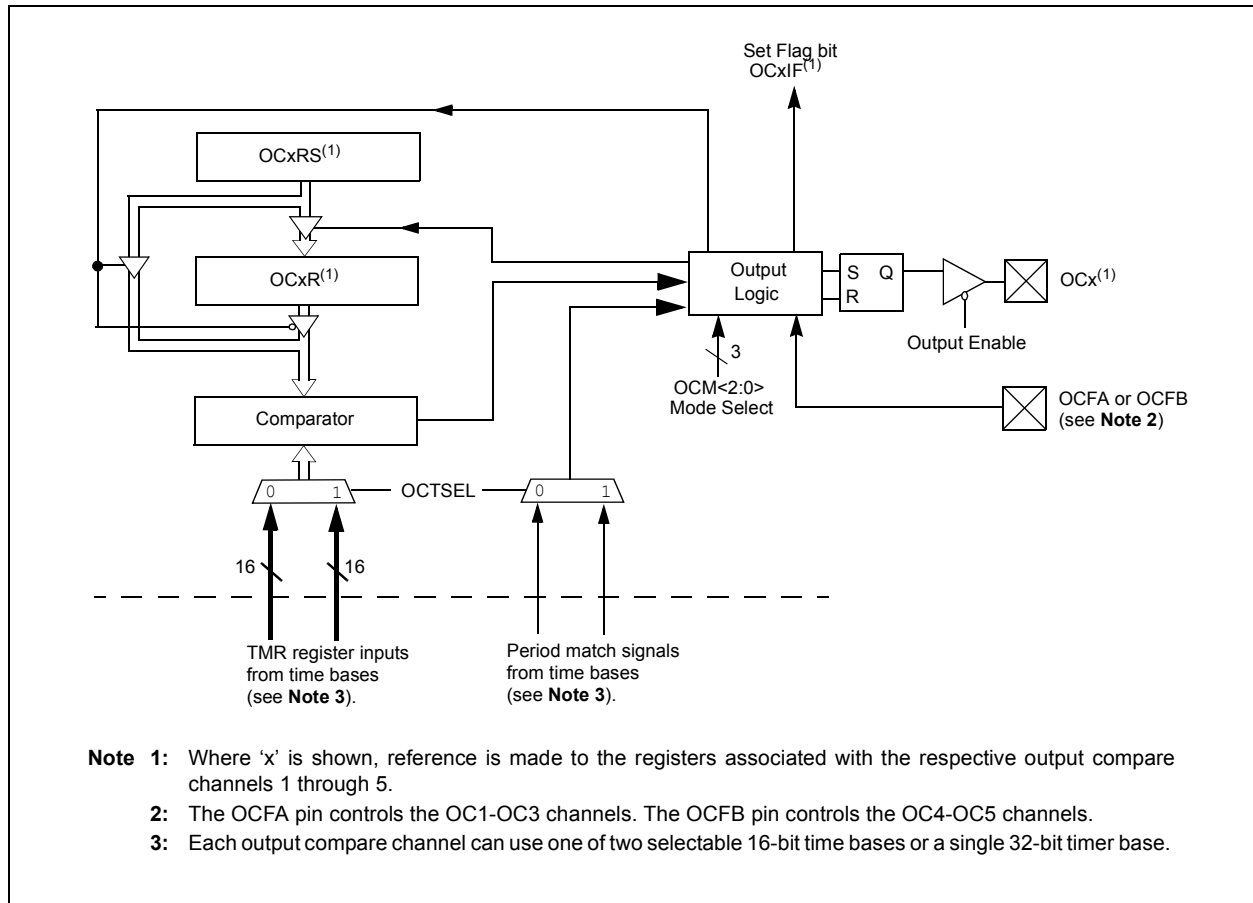 Set Flag bit
OCxIF(1)
OCxRS(1)
OCxR(1)
Output
Logic
S Q
R
OCx(1)
Output Enable
3
OCM<2:0>
Mode Select
OCFA or OCFB
(see Note 2)
Comparator
0 1
OCTSEL
0 1
16
16
TMR register inputs
from time bases
(see Note 3).
Period match signals
from time bases
(see Note 3).
Note 1: Where ‘x’ is shown, reference is made to the registers associated with the respective output compare
channels 1 through 5.
2: The OCFA pin controls the OC1-OC3 channels. The OCFB pin controls the OC4-OC5 channels.
3: Each output compare channel can use one of two selectable 16-bit time bases or a single 32-bit timer base.